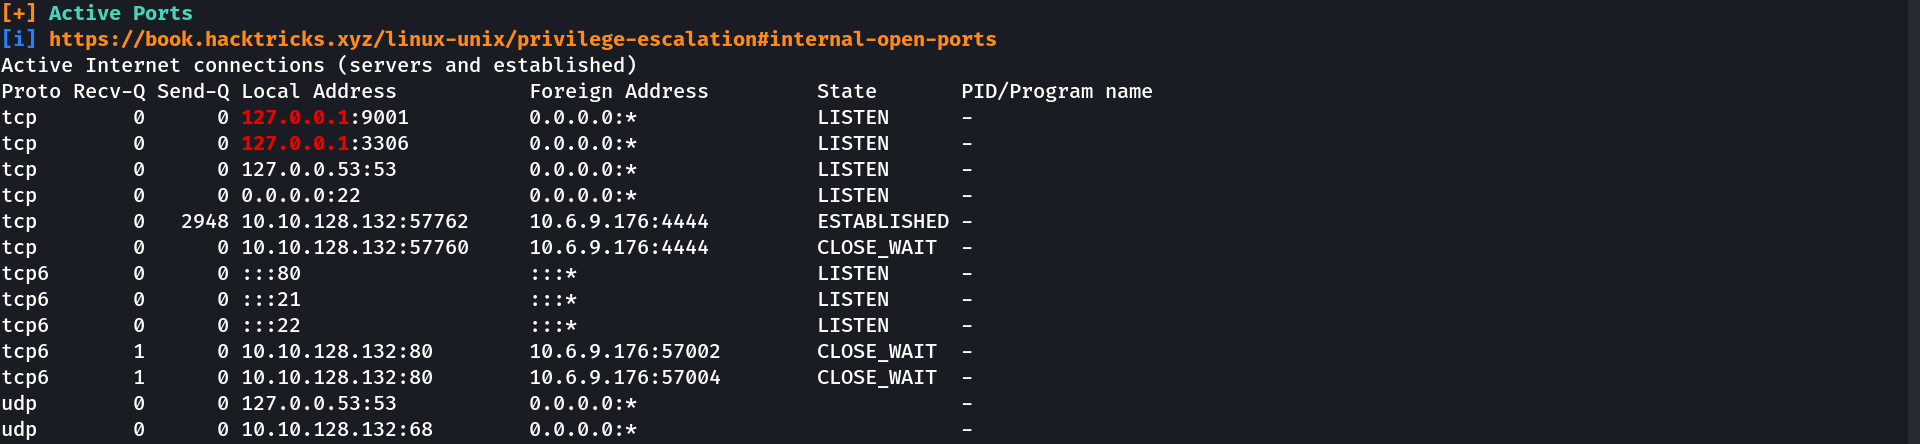 [+] Active Ports
[i] https://book.hacktricks.xyz/linux-unix/privilege-escalation#internal-open-ports
Active Internet connections (servers and established)
Proto Recv-Q Send-Q Local Address           Foreign Address         State       PID/Program name
tcp        0      0 127.0.0.1:9001          0.0.0.0:*               LISTEN      -
tcp        0      0 127.0.0.1:3306          0.0.0.0:*               LISTEN      -
tcp        0      0 127.0.0.53:53           0.0.0.0:*               LISTEN      -
tcp        0      0 0.0.0.0:22              0.0.0.0:*               LISTEN      -
tcp        0   2948 10.10.128.132:57762     10.6.9.176:4444         ESTABLISHED -
tcp        0      0 10.10.128.132:57760     10.6.9.176:4444         CLOSE_WAIT  -
tcp6       0      0 :::80                   :::*                    LISTEN      -
tcp6       0      0 :::21                   :::*                    LISTEN      -
tcp6       0      0 :::22                   :::*                    LISTEN      -
tcp6       1      0 10.10.128.132:80        10.6.9.176:57002        CLOSE_WAIT  -
tcp6       1      0 10.10.128.132:80        10.6.9.176:57004        CLOSE_WAIT  -
udp        0      0 127.0.0.53:53           0.0.0.0:*                           -
udp        0      0 10.10.128.132:68        0.0.0.0:*                           -